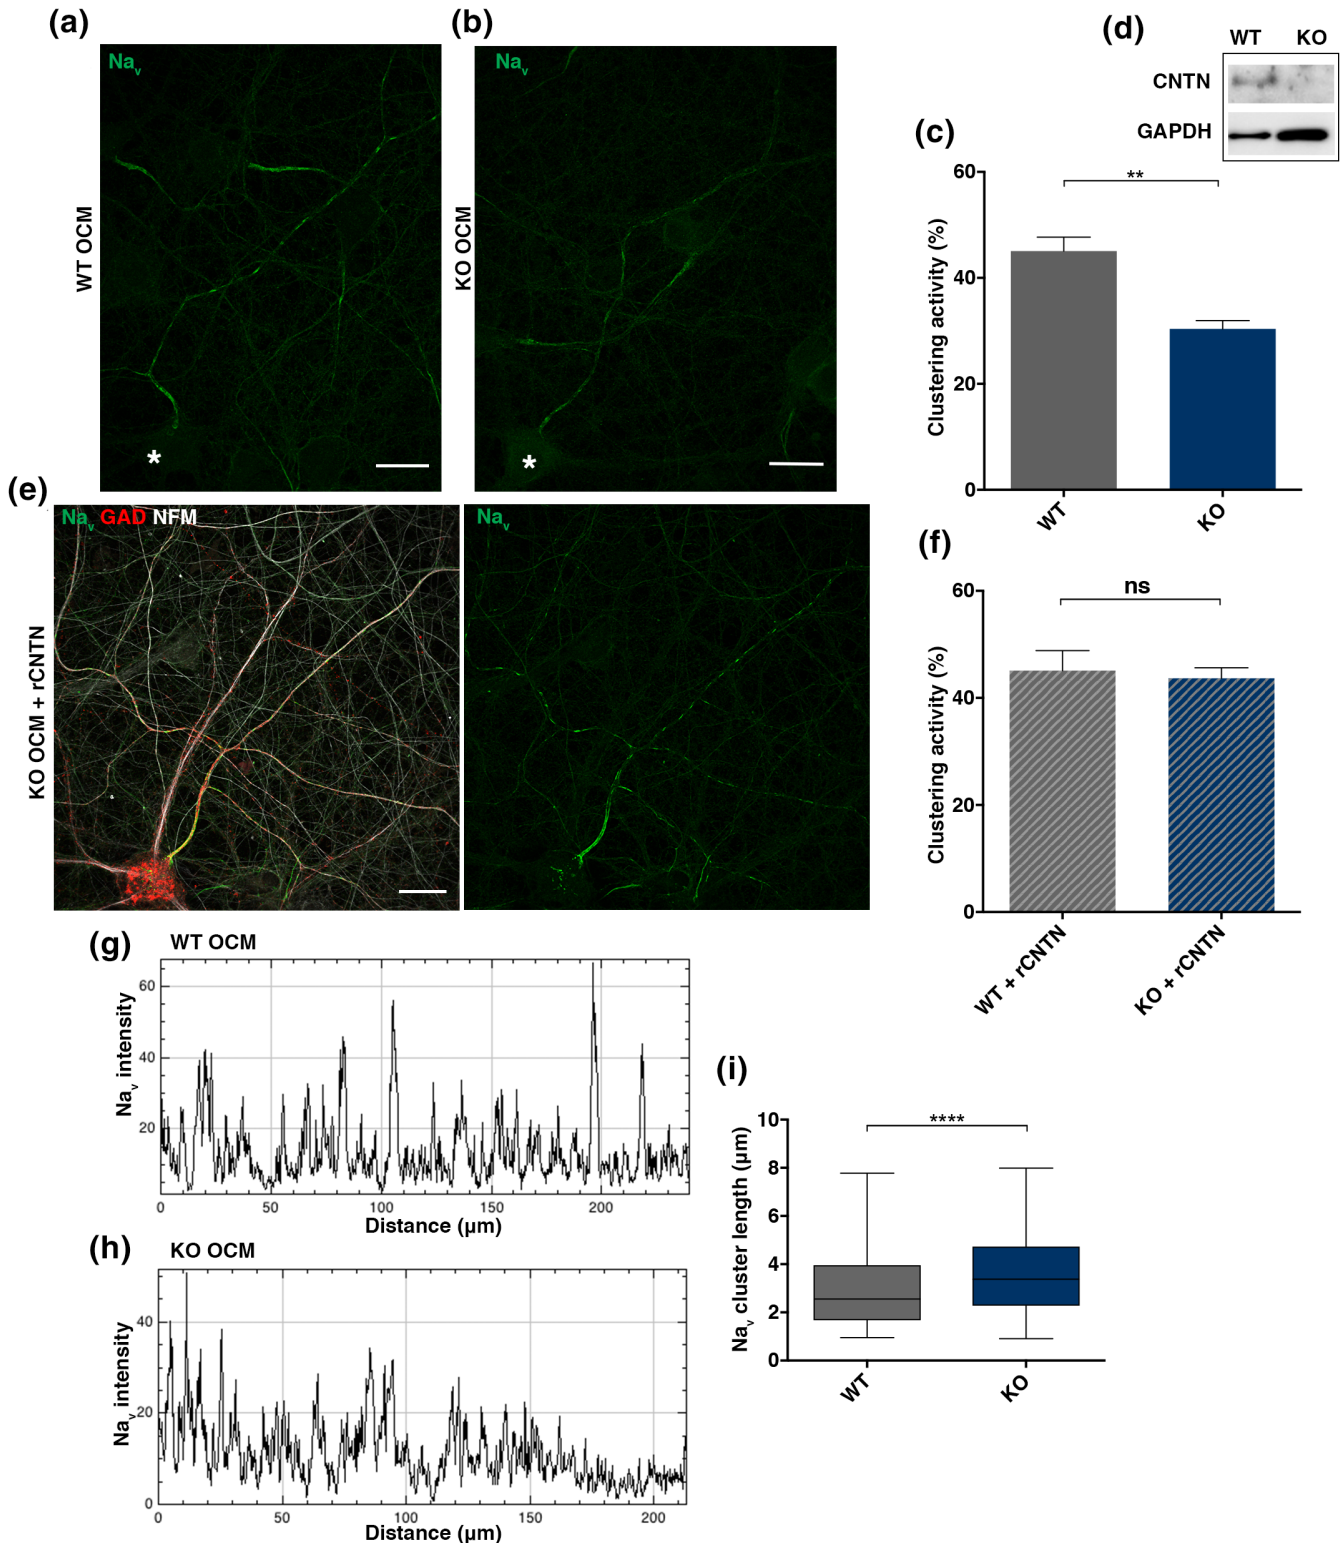 (a)
Nav
WT OCM
*
(b)
Nav
KO OCM
*
(c)
60
40
20
0
Clustering activity (%)
**
WT
KO
(d)
WT KO
CNTN
GAPDH
(e)
Nav GAD NFM
KO OCM + rCNTN
Nav
(f)
60
40
20
0
Clustering activity (%)
ns
WT + rCNTN
KO + rCNTN
(g)
WT OCM
60
40
20
Nav intensity
0 50 100 150 200
Distance (µm)
(h)
KO OCM
40
20
0
Nav intensity
0 50 100 150 200
Distance (µm)
(i)
10
8
6
4
2
0
Nav cluster length (µm)
****
WT
KO